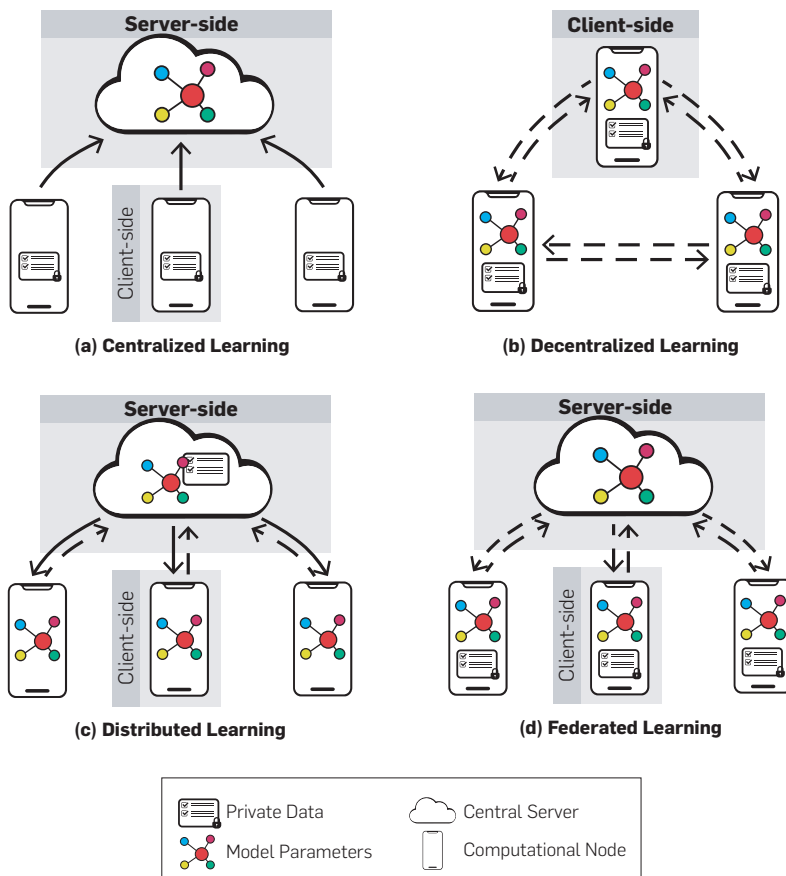 Server-side
Client-side
Client-side
(a) Centralized Learning
(b) Decentralized Learning
Server-side
Server-side
Client-side
Client-side
(c) Distributed Learning
(d) Federated Learning
Private Data
Central Server
Model Parameters
Computational Node